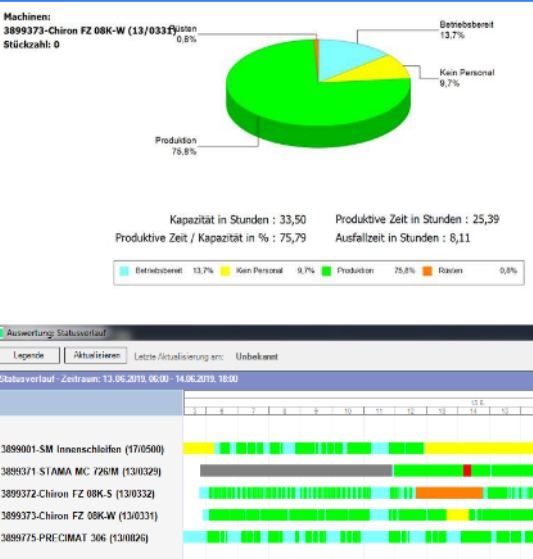 Machinen:
3899373-Chiron FZ 08K-W (13/0331)
Rüsten
0,8%
Stückzahl: 0
Betriebsbereit
13,7%
Kein Personal
9,7%
Produktion
75,8%
Kapazität in Stunden : 33,50 Produktive Zeit in Stunden : 25,39
Produktive Zeit / Kapazität in % : 75,79 Ausfallzeit in Stunden : 8,11
Betriebsbereit 13,7% Kein Personal 9,7% Produktion 75,8% Rüsten 0,8%
Auswertung: Statusverlauf
Legende Aktualisieren Letzte Aktualisierung am: Unbekannt
Statusverlauf - Zeitraum: 13.06.2019, 06:00 - 14.06.2019, 18:00
13.6.
5 6 7 8 9 10 11 12 13 14 15
3899001-SM Innenschleifen (17/0500)
3899371-STAMA MC 726/M (13/0329)
3899372-Chiron FZ 08K-S (13/0332)
3899373-Chiron FZ 08K-W (13/0331)
3899775-PRECIMAT 306 (13/0826)